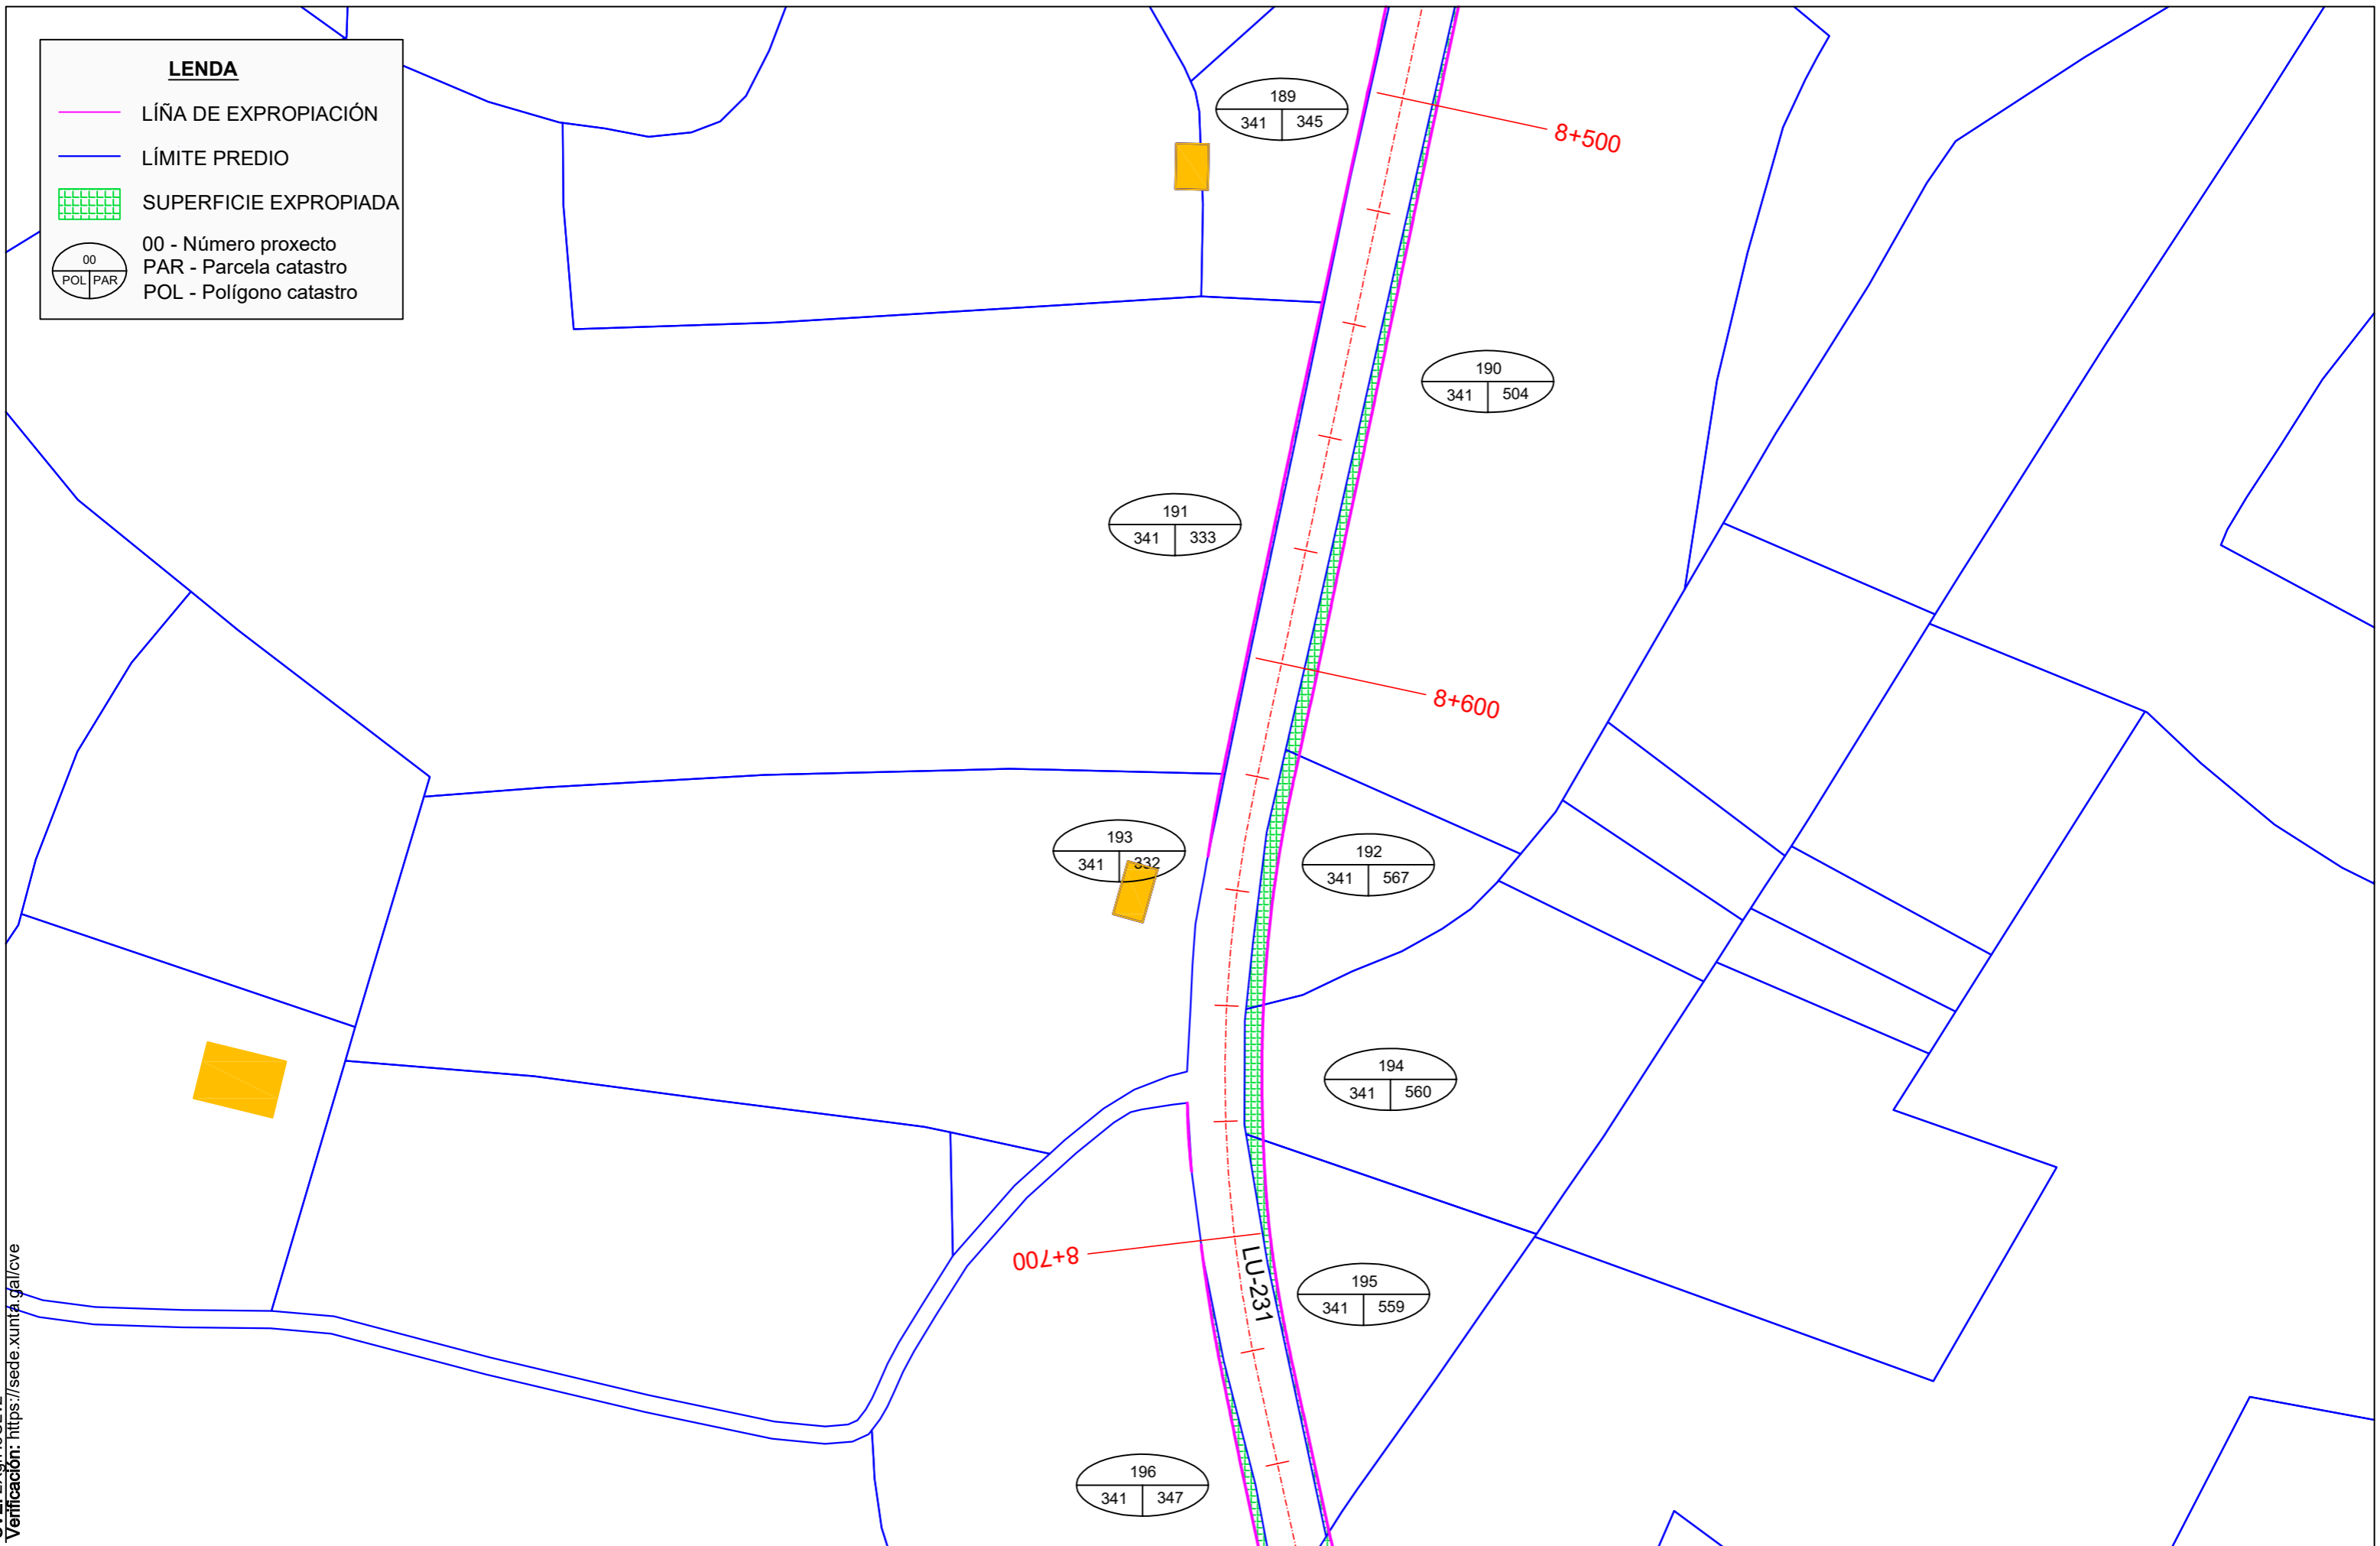 LENDA
LÍÑA DE EXPROPIACIÓN
LÍMITE PREDIO
SUPERFICIE EXPROPIADA
00
POL PAR
00 - Número proxecto
PAR - Parcela catastro
POL - Polígono catastro
189
341 345
8+500
190
341 504
191
341 333
8+600
193
341 332
192
341 567
194
341 560
8+700
LU-231
195
341 559
196
341 347
Verificación: https://sede.xunta.gal/cve